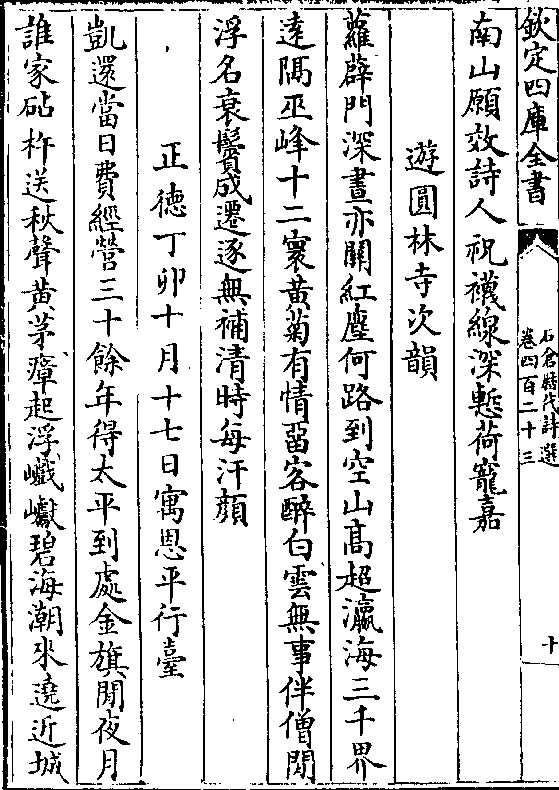 欽定四庫全書
石倉歷代詩選
卷四百二十三
十
南山願效詩人祝襪線深慙荷寵嘉
遊圓林寺次韻
蘿薜門深晝亦關紅塵何路到空山高超瀛海三千界
逺隔巫峰十二寰黄菊有情留客醉白雲無事伴僧閒
浮名衰鬢成遷逐無補清時每汗顔
正德丁卯十月十七日寓恩平行臺
凱還當日費經營三十餘年得太平到處金旗閒夜月
誰家砧杵送秋聲黄茅瘴起浮巇巘碧海潮來遶近城